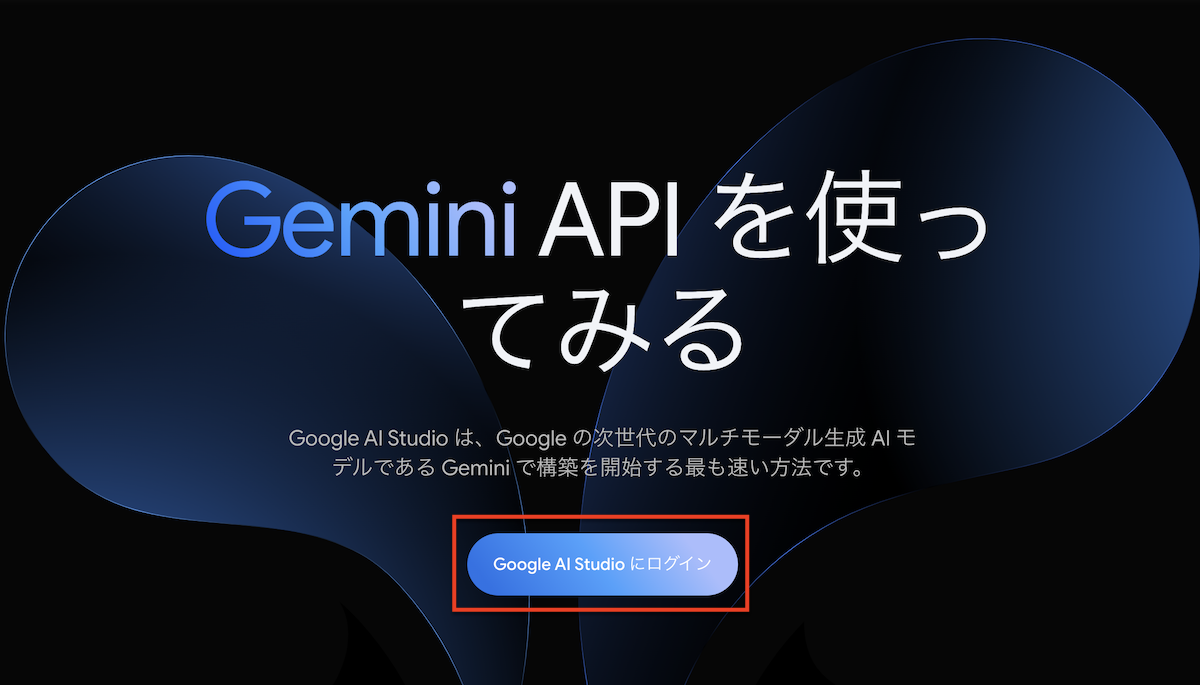 Gemini API を使っ
てみる
Google AI Studio は、Google の次世代のマルチモーダル生成 AI モ
デルである Gemini で構築を開始する最も速い方法です。
Google AI Studio にログイン